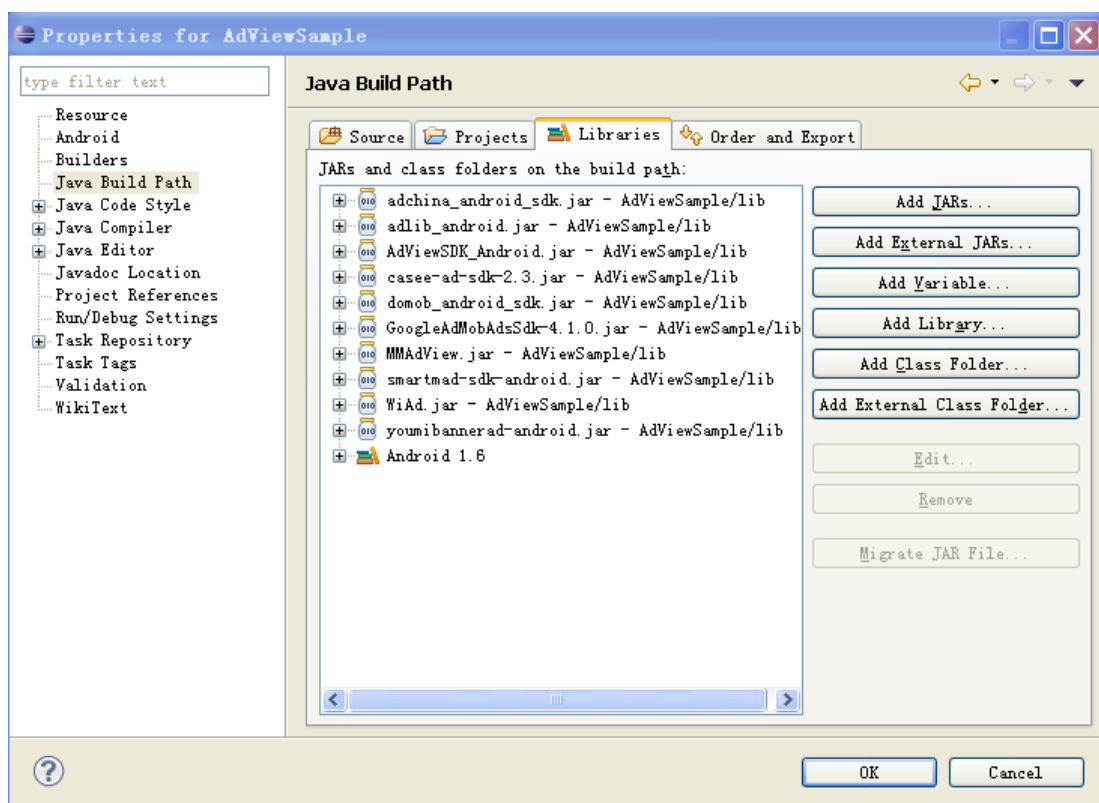 Properties for AdViewSample
type filter text
Resource
Android
Builders
Java Build Path
Java Code Style
Java Compiler
Java Editor
Javadoc Location
Project References
Run/Debug Settings
Task Repository
Task Tags
Validation
WikiText
Java Build Path
Source Projects Libraries Order and Export
JARs and class folders on the build path:
adchina_android_sdk.jar - AdViewSample/lib
adlib_android.jar - AdViewSample/lib
AdViewSDK_Android.jar - AdViewSample/lib
casee-ad-sdk-2.3.jar - AdViewSample/lib
domob_android_sdk.jar - AdViewSample/lib
GoogleAdMobAdsSdk-4.1.0.jar - AdViewSample/lib
MMAdView.jar - AdViewSample/lib
smartmad-sdk-android.jar - AdViewSample/lib
WiAd.jar - AdViewSample/lib
youmibannerad-android.jar - AdViewSample/lib
Android 1.6
Add JARs...
Add External JARs...
Add Variable...
Add Library...
Add Class Folder...
Add External Class Folder...
Edit...
Remove
Migrate JAR File...
OK Cancel